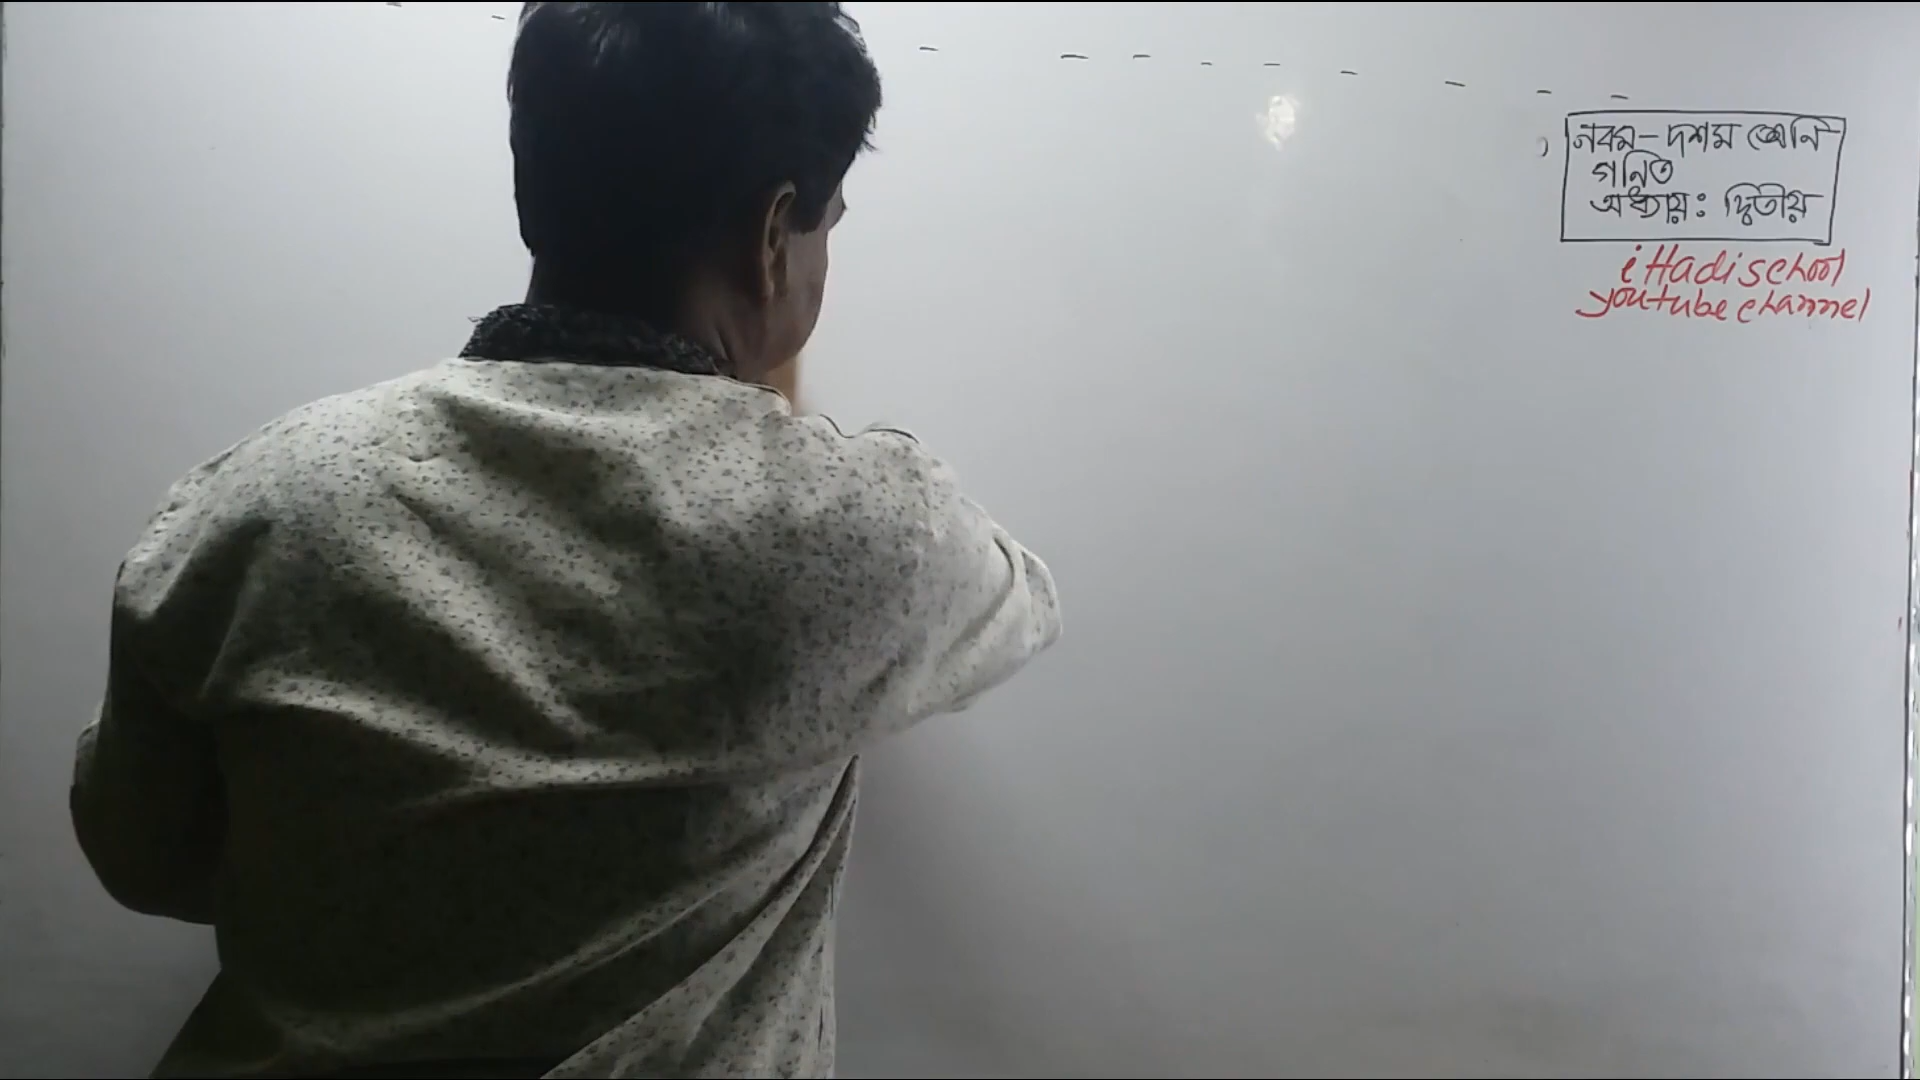 নবম-দশম শ্রেনি
গনিত
অধ্যায়ঃ দ্বিতীয়
iHadischool
youtube channel